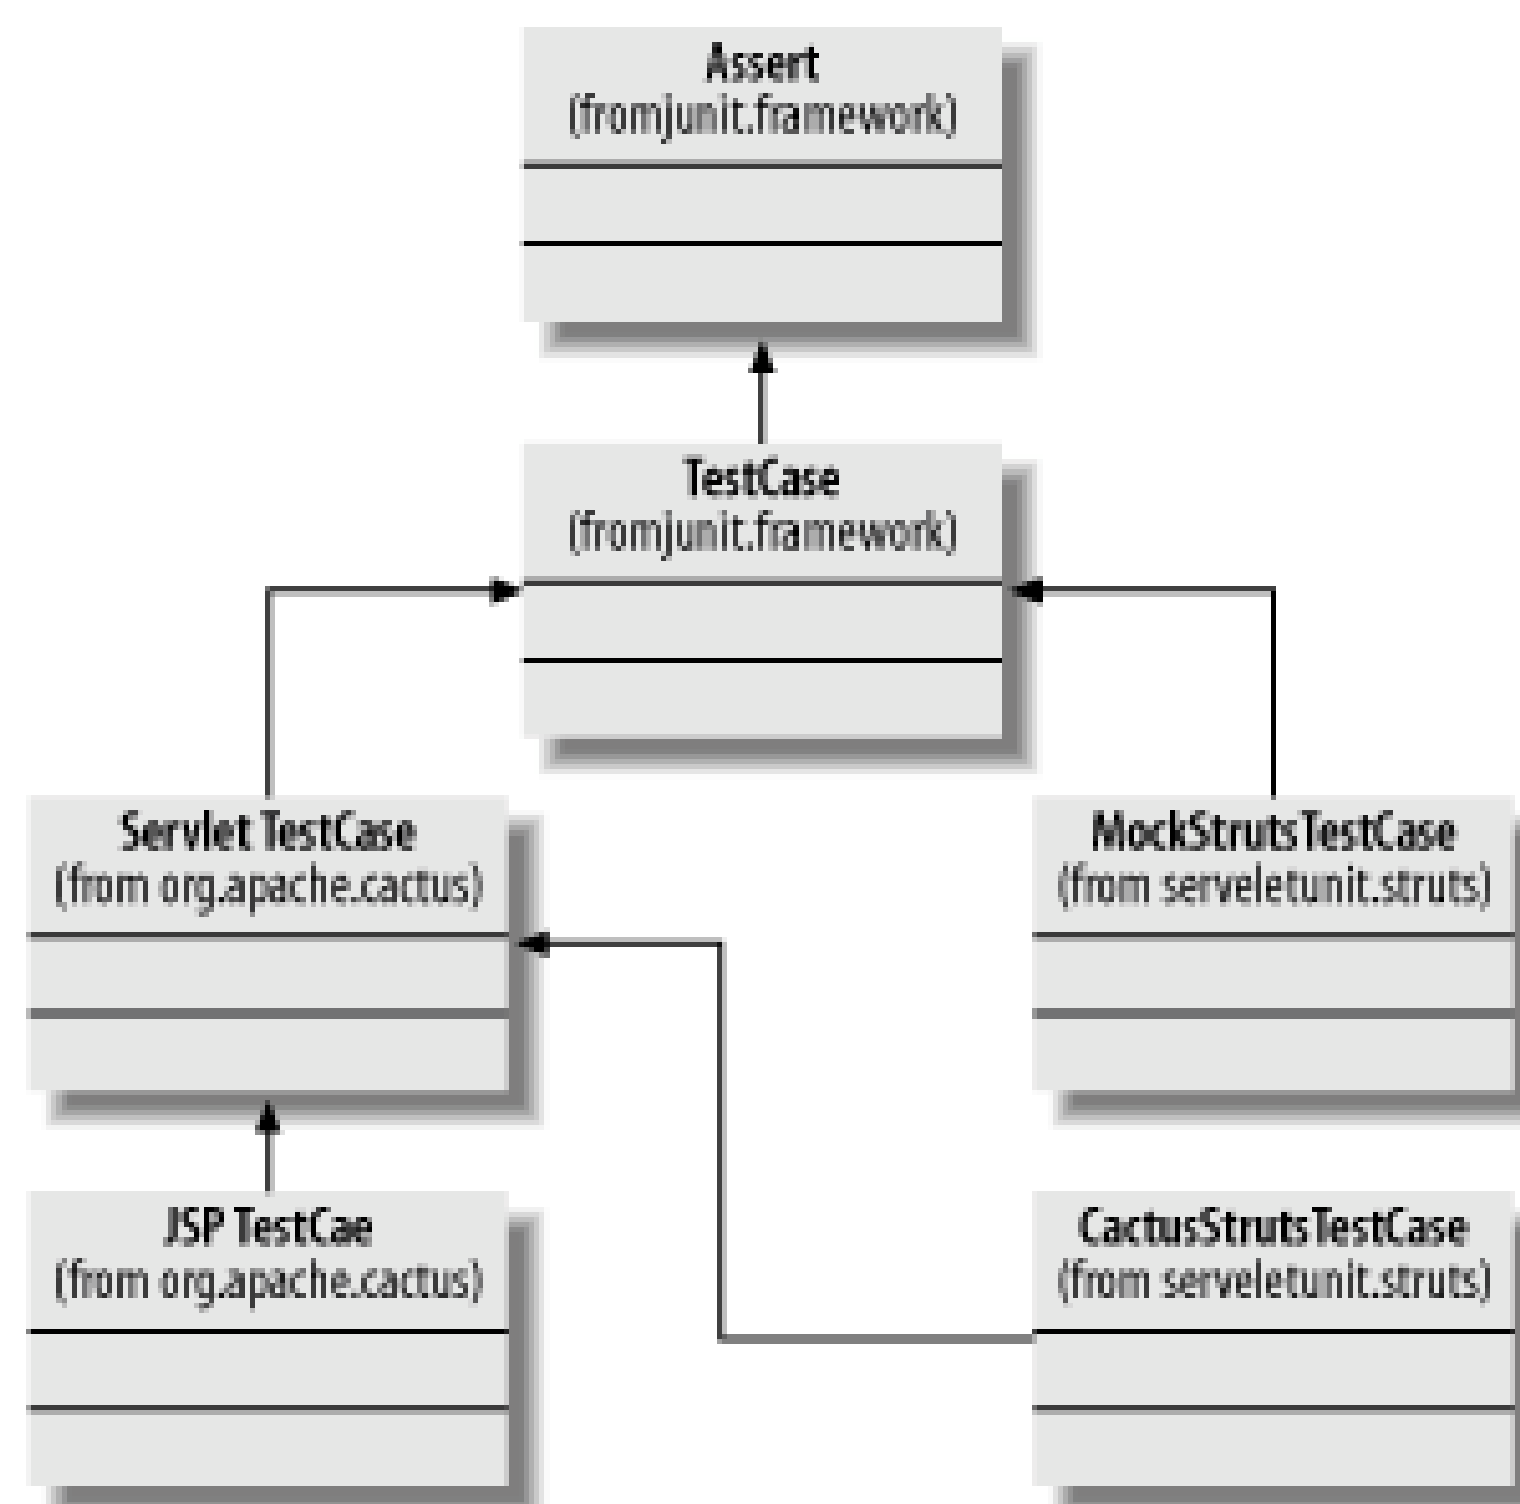 Assert
(fromjunit.framework)
TestCase
(fromjunit.framework)
Servlet TestCase
(from org.apache.cactus)
MockStrutsTestCase
(from serveletunit.struts)
JSP TestCae
(from org.apache.cactus)
CactusStrutsTestCase
(from serveletunit.struts)